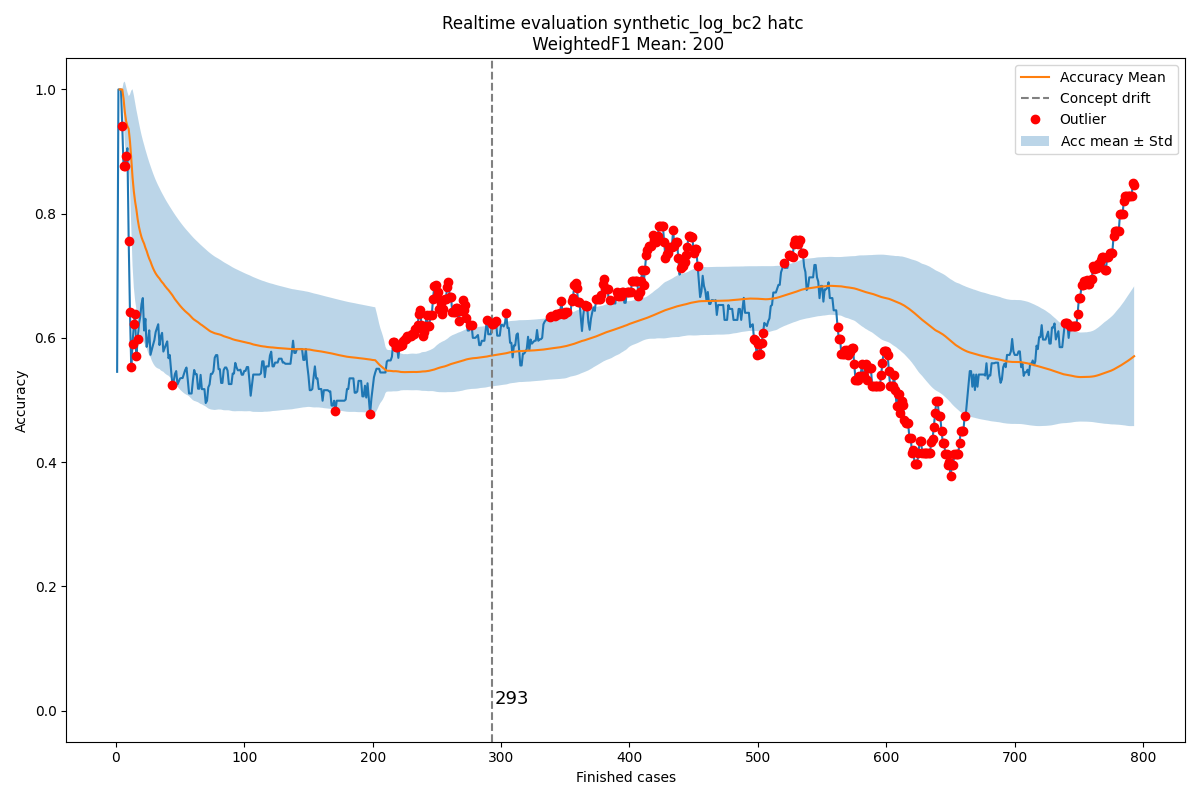 Realtime evaluation synthetic_log_bc2 hatc
WeightedF1 Mean: 200
Accuracy Mean
Concept drift
Outlier
Acc mean ± Std
Accuracy
1.0
0.8
0.6
0.4
0.2
0.0
293
0 100 200 300 400 500 600 700 800
Finished cases